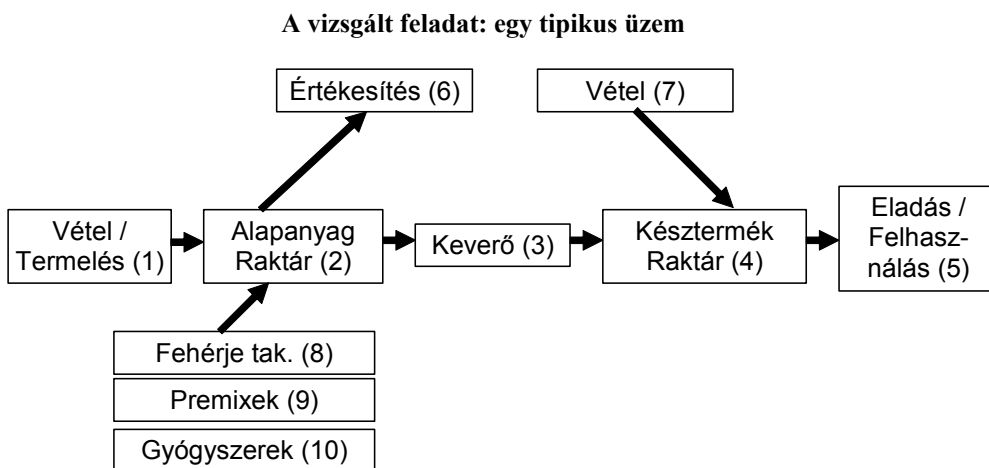 A vizsgált feladat: egy tipikus üzem
Értékesítés (6)
Vétel (7)
Vétel /
Termelés (1)
Alapanyag
Raktár (2)
Keverő (3)
Késztermék
Raktár (4)
Eladás /
Felhasz-
nálás (5)
Fehérje tak. (8)
Premixek (9)
Gyógyszerek (10)